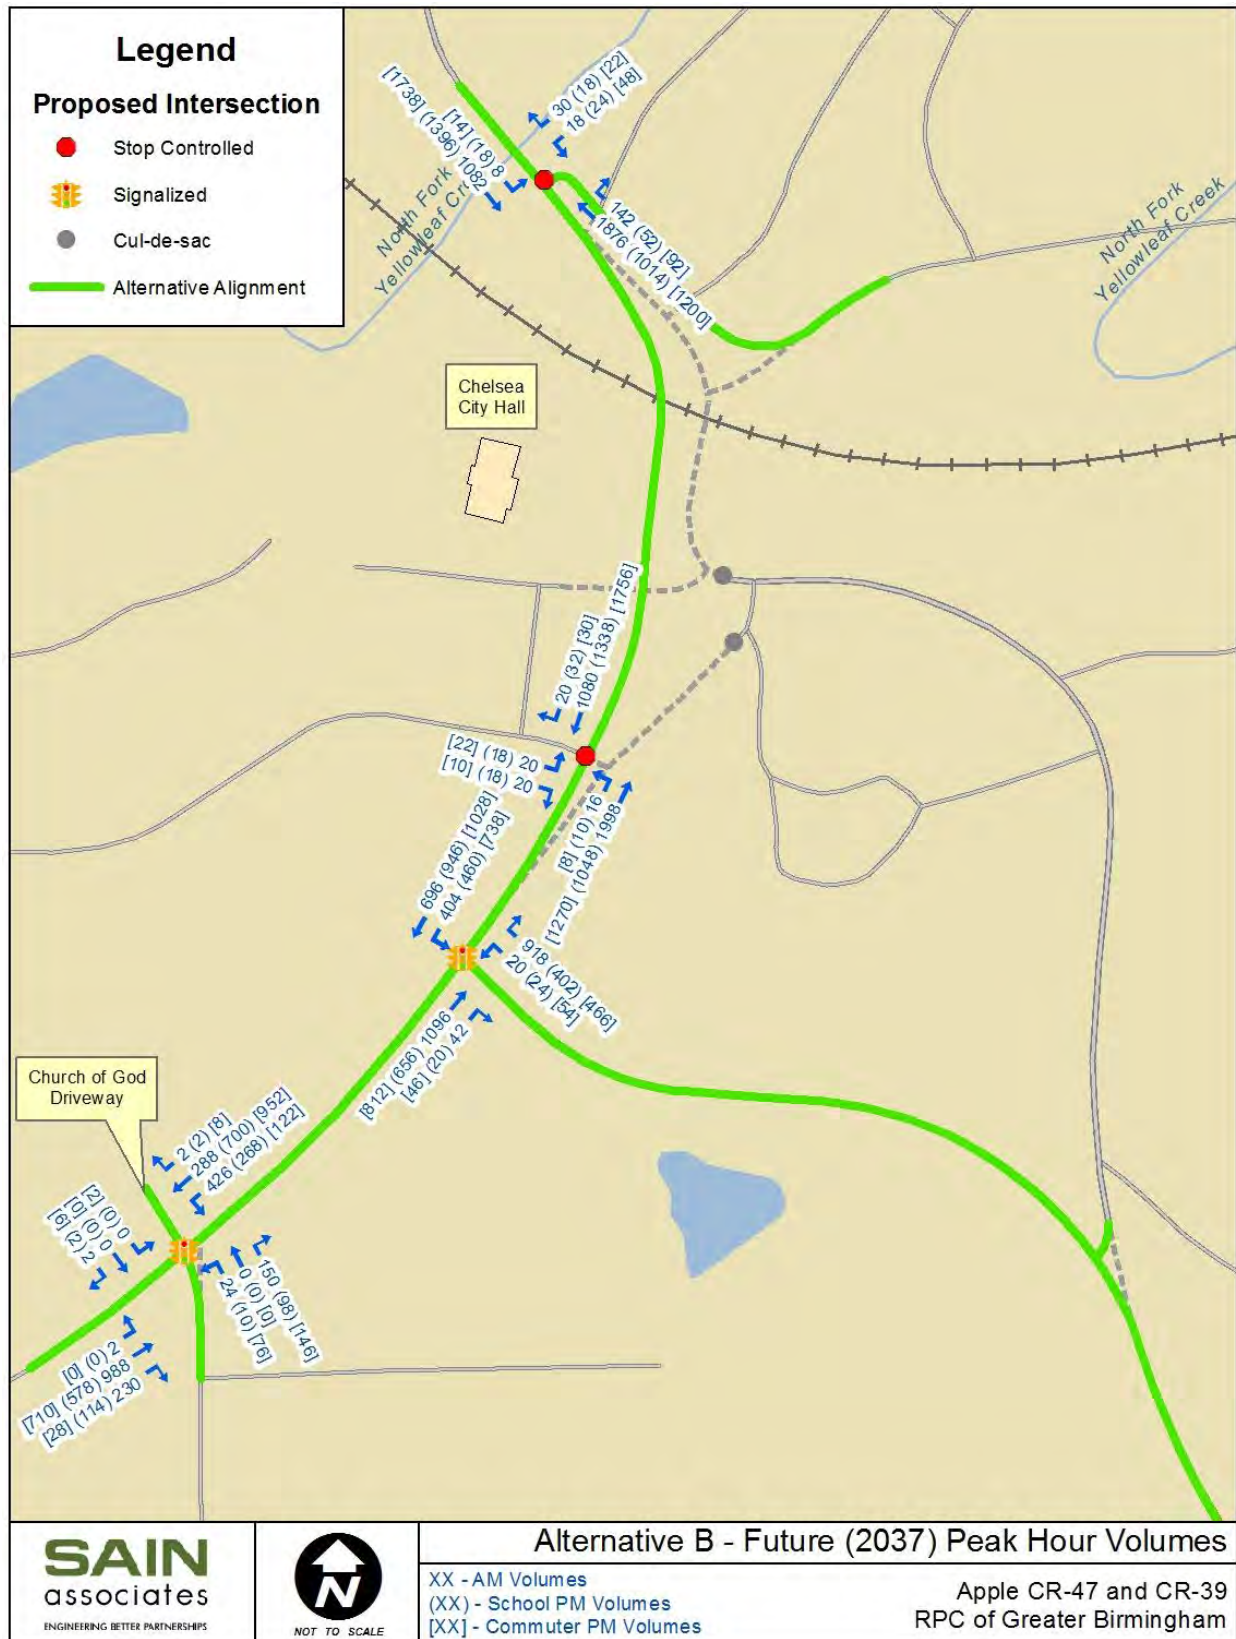 Legend
Proposed Intersection
Stop Controlled
Signalized
Cul-de-sac
Alternative Alignment
30 (18) [22]
18 (24) [48]
[14] (18) 8
[1738] (1396) 1082
North Fork
Yellowleaf
142 (52) [92]
1876 (1014) [1200]
North Fork
Yellowleaf Creek
Chelsea
City Hall
20 (32) [30]
1080 (1338) [1756]
[22] (18) 20
[10] (18) 20
[8] (10) 16
[1270] (1048) 1998
696 (946) [1028]
404 (460) [738]
918 (402) [466]
20 (24) [54]
[812] (656) 1096
[46] (20) 42
Church of God
Driveway
2 (2) [8]
288 (700) [952]
426 (268) [122]
[2] (0) 0
[0] (0) 0
[6] (2) 2
150 (98) [146]
0 (0) [0]
24 (10) [76]
[0] (0) 2
[710] (578) 988
[28] (114) 230
SAIN
associates
ENGINEERING BETTER PARTNERSHIPS
N
NOT TO SCALE
Alternative B - Future (2037) Peak Hour Volumes
XX - AM Volumes
(XX) - School PM Volumes
[XX] - Commuter PM Volumes
Apple CR-47 and CR-39
RPC of Greater Birmingham